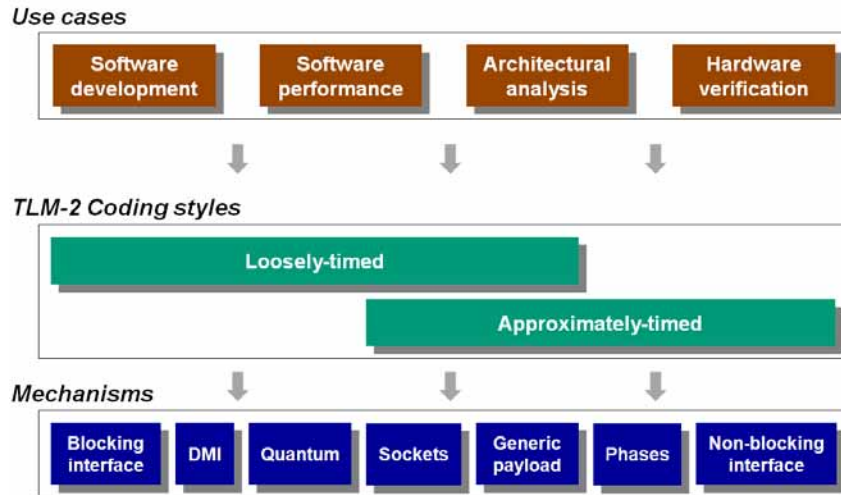 Use cases
Software
development
Software
performance
Architectural
analysis
Hardware
verification
TLM-2 Coding styles
Loosely-timed
Approximately-timed
Mechanisms
Blocking
interface
DMI
Quantum
Sockets
Generic
payload
Phases
Non-blocking
interface